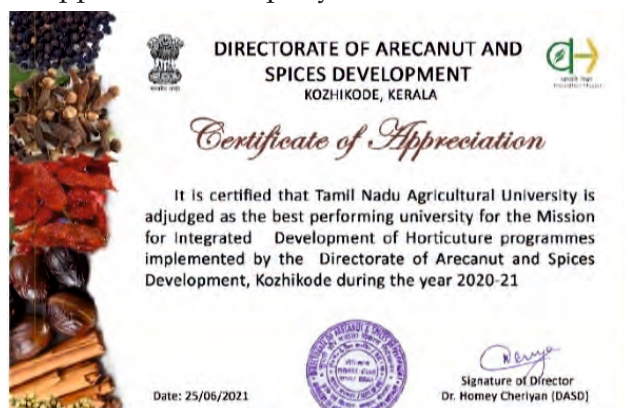 DIRECTORATE OF ARECANUT AND
SPICES DEVELOPMENT
KOZHIKODE, KERALA
Certificate of Appreciation
It is certified that Tamil Nadu Agricultural University is
adjudged as the best performing university for the Mission
for Integrated Development of Horticuture programmes
implemented by the Directorate of Arecanut and Spices
Development, Kozhikode during the year 2020-21
Date: 25/06/2021
Signature of Director
Dr. Homey Cheriyan (DASD)